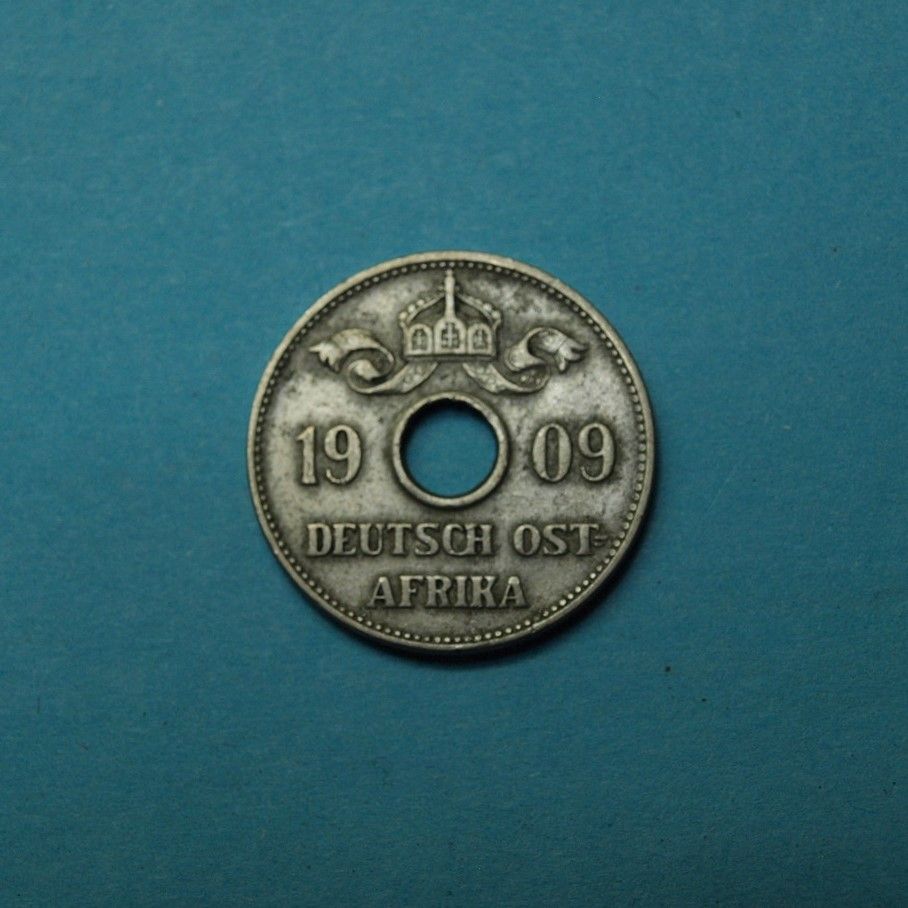 19 09
DEUTSCH OST-
AFRIKA